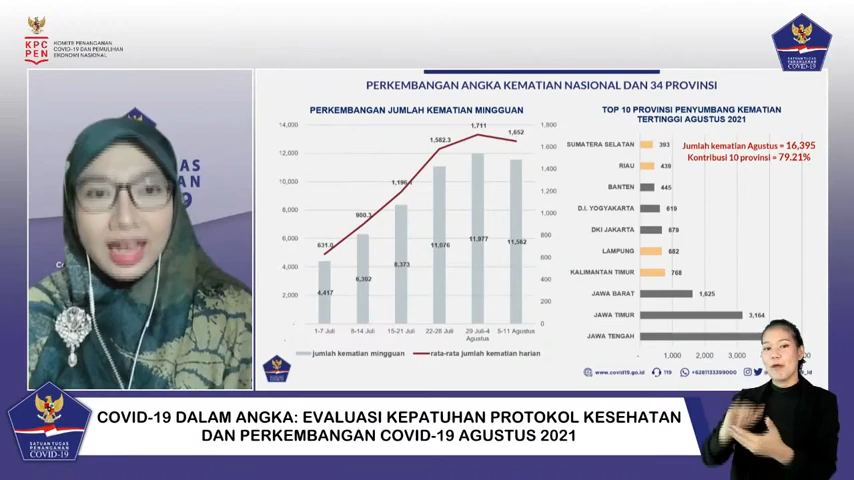 KPC
PEN
KOMITE PENANGANAN
COVID-19 DAN PEMULIHAN
EKONOMI NASIONAL
SATUAN TUGAS
PENANGANAN
COVID-19
PERKEMBANGAN ANGKA KEMATIAN NASIONAL DAN 34 PROVINSI
PERKEMBANGAN JUMLAH KEMATIAN MINGGUAN
14,000
12,000
10,000
8,000
6,000
4,000
2,000
-
1,800
1,600
1,400
1,200
1,000
800
600
400
200
0
631.0
900.3
1,196.
1,582.3
1,711
1,652
4,417
6,302
8,373
11,076
11,977
11,562
1-7 Juli
8-14 Juli
15-21 Juli
22-28 Juli
29 Juli-4
Agustus
5-11 Agustus
jumlah kematian mingguan
rata-rata jumlah kematian harian
TOP 10 PROVINSI PENYUMBANG KEMATIAN
TERTINGGI AGUSTUS 2021
Jumlah kematian Agustus = 16,395
Kontribusi 10 provinsi = 79.21%
SUMATERA SELATAN 393
RIAU 439
BANTEN 445
D.I. YOGYAKARTA 619
DKI JAKARTA 679
LAMPUNG 682
KALIMANTAN TIMUR 768
JAWA BARAT 1,625
JAWA TIMUR 3,164
JAWA TENGAH
- 1,000 2,000 3,000
www.covid19.go.id 119 +6281133399000
COVID-19 DALAM ANGKA: EVALUASI KEPATUHAN PROTOKOL KESEHATAN
DAN PERKEMBANGAN COVID-19 AGUSTUS 2021
SATUAN TUGAS
PENANGANAN
COVID-19